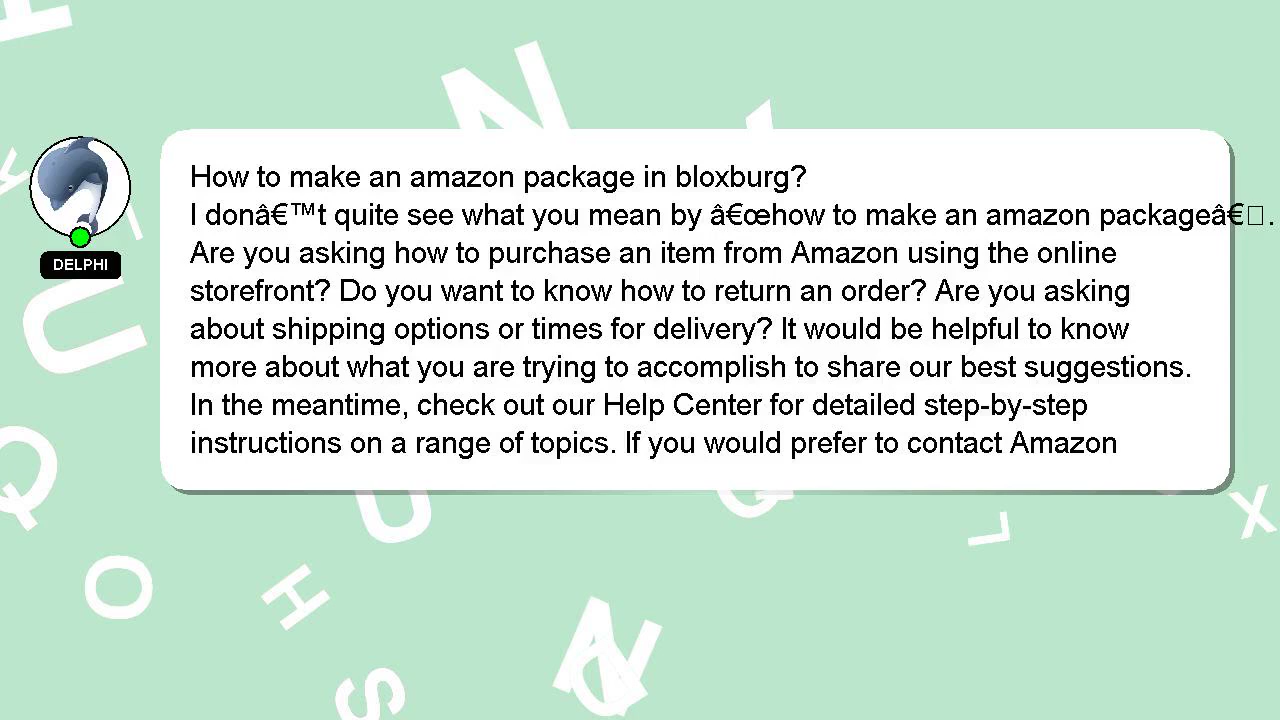 How to make an amazon package in bloxburg?
I donâ€™t quite see what you mean by â€œhow to make an amazon packageâ€□.
Are you asking how to purchase an item from Amazon using the online
storefront? Do you want to know how to return an order? Are you asking
about shipping options or times for delivery? It would be helpful to know
more about what you are trying to accomplish to share our best suggestions.
In the meantime, check out our Help Center for detailed step-by-step
instructions on a range of topics. If you would prefer to contact Amazon
DELPHI
N
U
Q
U
Q
L
X
O
H
N
Q
S